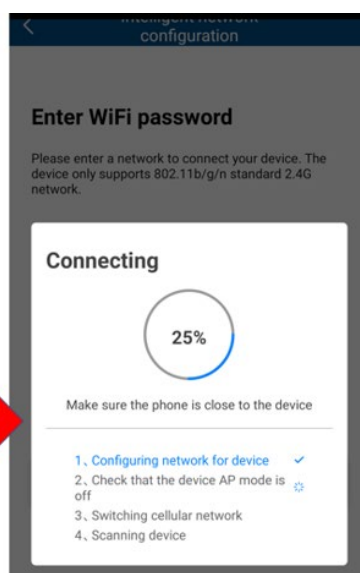 Intelligent network
configuration
Enter WiFi password
Please enter a network to connect your device. The
device only supports 802.11b/g/n standard 2.4G
network.
Connecting
25%
Make sure the phone is close to the device
1、Configuring network for device
2、Check that the device AP mode is
off
3、Switching cellular network
4、Scanning device